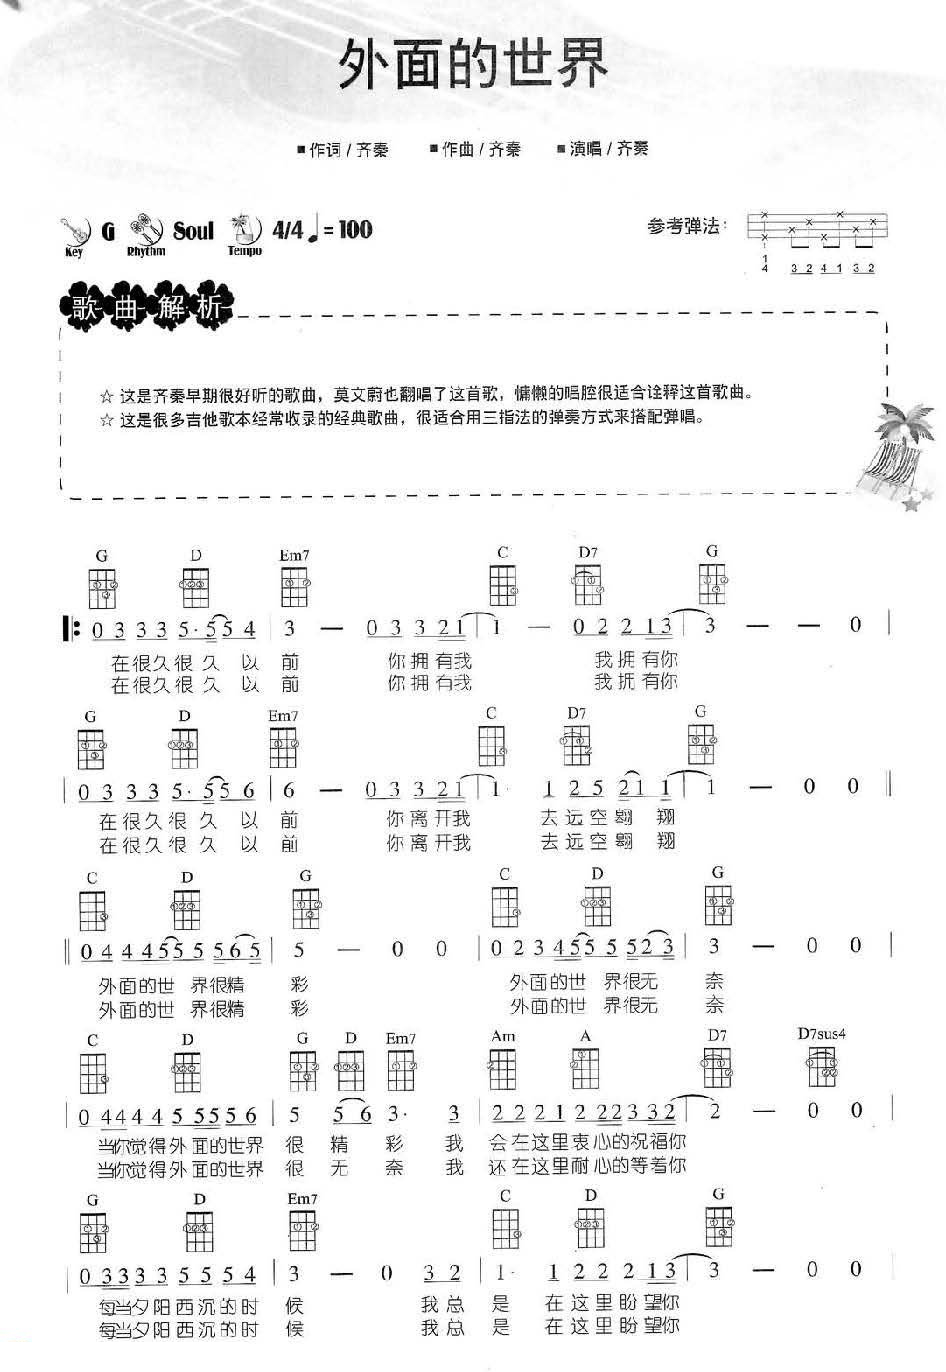 外面的世界
■作词/齐秦 ■作曲/齐秦 ■演唱/齐秦
G Soul 4/4 ♩=100 参考弹法:
Key Rhythm Tempo
1
4 3 2 4 1 3 2
歌曲解析
☆ 这是齐秦早期很好听的歌曲，莫文蔚也翻唱了这首歌，慵懒的唱腔很适合诠释这首歌曲。
☆ 这是很多吉他歌本经常收录的经典歌曲，很适合用三指法的弹奏方式来搭配弹唱。
G D Em7 C D7 G
0 3 3 3 5· 5 5 4 | 3 — 0 3 3 2 1 | 1 — 0 2 2 1 3 | 3 — — 0 |
在很久很久 以 前 你拥有我 我拥有你
在很久很久 以 前 你拥有我 我拥有你
G D Em7 C D7 G
| 0 3 3 3 5· 5 5 6 | 6 — 0 3 3 2 1 | 1· 1 2 5 2 1 1 | 1 — 0 0 ‖
在很久很久 以 前 你离开我 去远空翱翔
在很久很久 以 前 你离开我 去远空翱翔
C D G C D G
‖ 0 4 4 4 5 5 5 5 6 5 | 5 — 0 0 | 0 2 3 4 5 5 5 5 2 3 | 3 — 0 0 |
外面的世 界很精 彩 外面的世 界很无 奈
外面的世 界很精 彩 外面的世 界很无 奈
C D G D Em7 Am A D7 D7sus4
| 0 4 4 4 4 5 5 5 5 6 | 5 5 6 3· 3 | 2 2 2 1 2 2 2 3 3 2 | 2 — 0 0 |
当你觉得外面的世界 很 精 彩 我 会在这里衷心的祝福你
当你觉得外面的世界 很 无 奈 我 还在这里耐心的等着你
G D Em7 C D G
| 0 3 3 3 3 5 5 5 5 4 | 3 — 0 3 2 | 1· 1 2 2 2 1 3 | 3 — 0 0 |
每当夕阳西沉的时 候 我总 是 在这里盼望你
每当夕阳西沉的时 候 我总 是 在这里盼望你